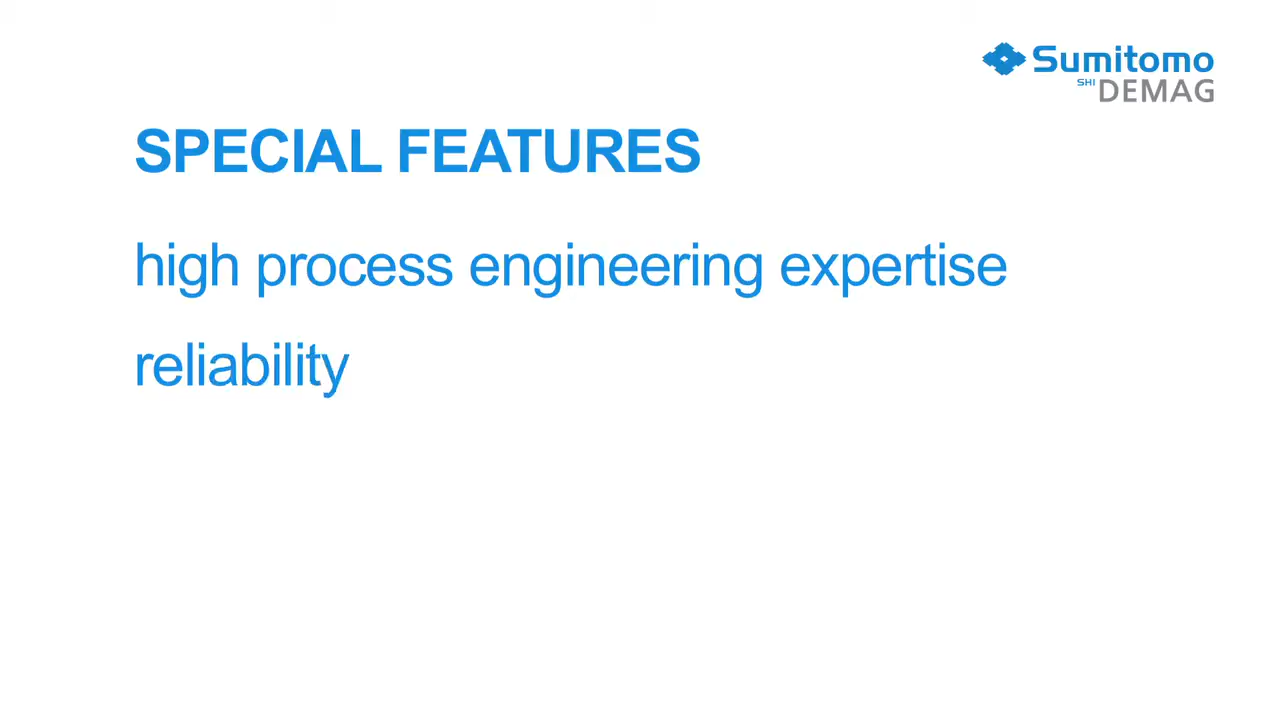 Sumitomo
SHI DEMAG
SPECIAL FEATURES
high process engineering expertise
reliability